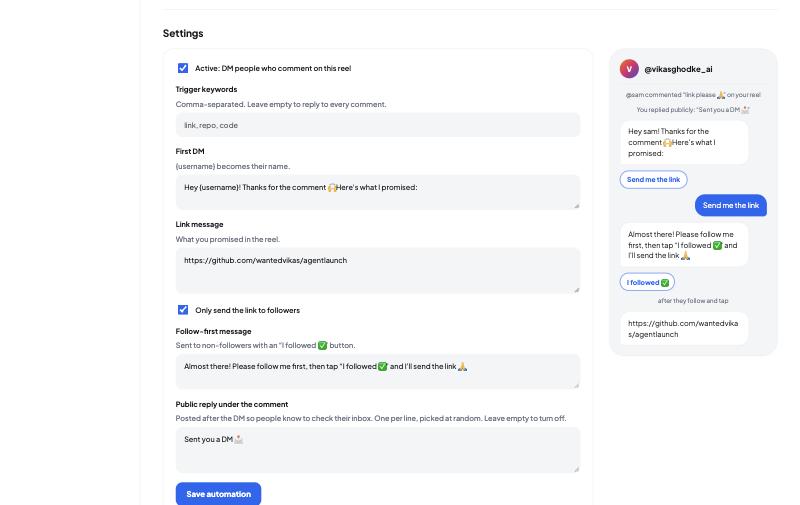 Settings
Active: DM people who comment on this reel
Trigger keywords
Comma-separated. Leave empty to reply to every comment.
link, repo, code
First DM
{username} becomes their name.
Hey {username}! Thanks for the comment 🙌Here's what I promised:
Link message
What you promised in the reel.
https://github.com/wantedvikas/agentlaunch
Only send the link to followers
Follow-first message
Sent to non-followers with an "I followed ✅" button.
Almost there! Please follow me first, then tap "I followed ✅" and I'll send the link 🙏
Public reply under the comment
Posted after the DM so people know to check their inbox. One per line, picked at random. Leave empty to turn off.
Sent you a DM 📩
Save automation
V
@vikasghodke_ai
@sam commented "link please 🙏" on your reel
You replied publicly: "Sent you a DM 📩"
Hey sam! Thanks for the
comment 🙌Here's what I
promised:
Send me the link
Send me the link
Almost there! Please follow me
first, then tap "I followed ✅" and
I'll send the link 🙏
I followed ✅
after they follow and tap
https://github.com/wantedvika
s/agentlaunch